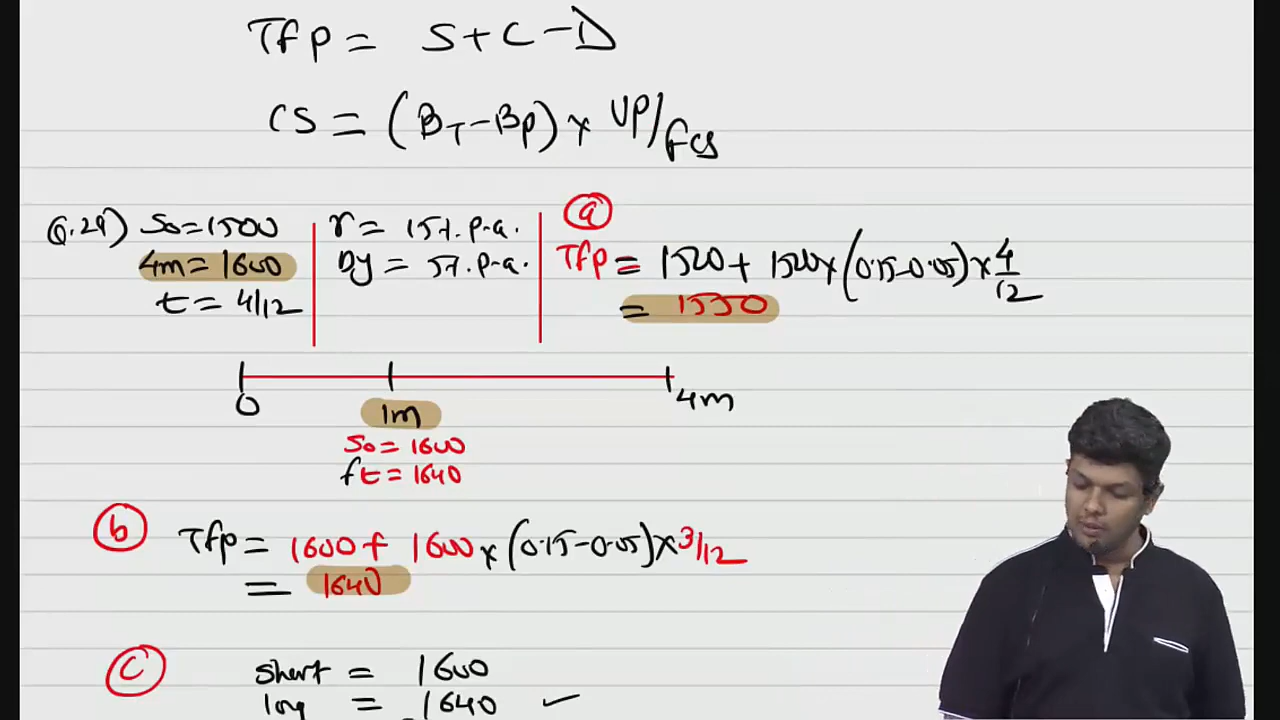 Tfp = S + C - D
CS = (BT - Bp) x VP/fcs
Q.29) S0 = 1500
4m = 1600
t = 4/12
r = 15%. p.a.
Dy = 5%. p.a.
a
Tfp = 1520 + 1520 x (0.15-0.05) x 4/12
= 1550
0
1m
4m
S0 = 1600
ft = 1640
b
Tfp = 1600 + 1600 x (0.15-0.05) x 3/12
= 1640
C
short = 1600
long = 1640 ✓